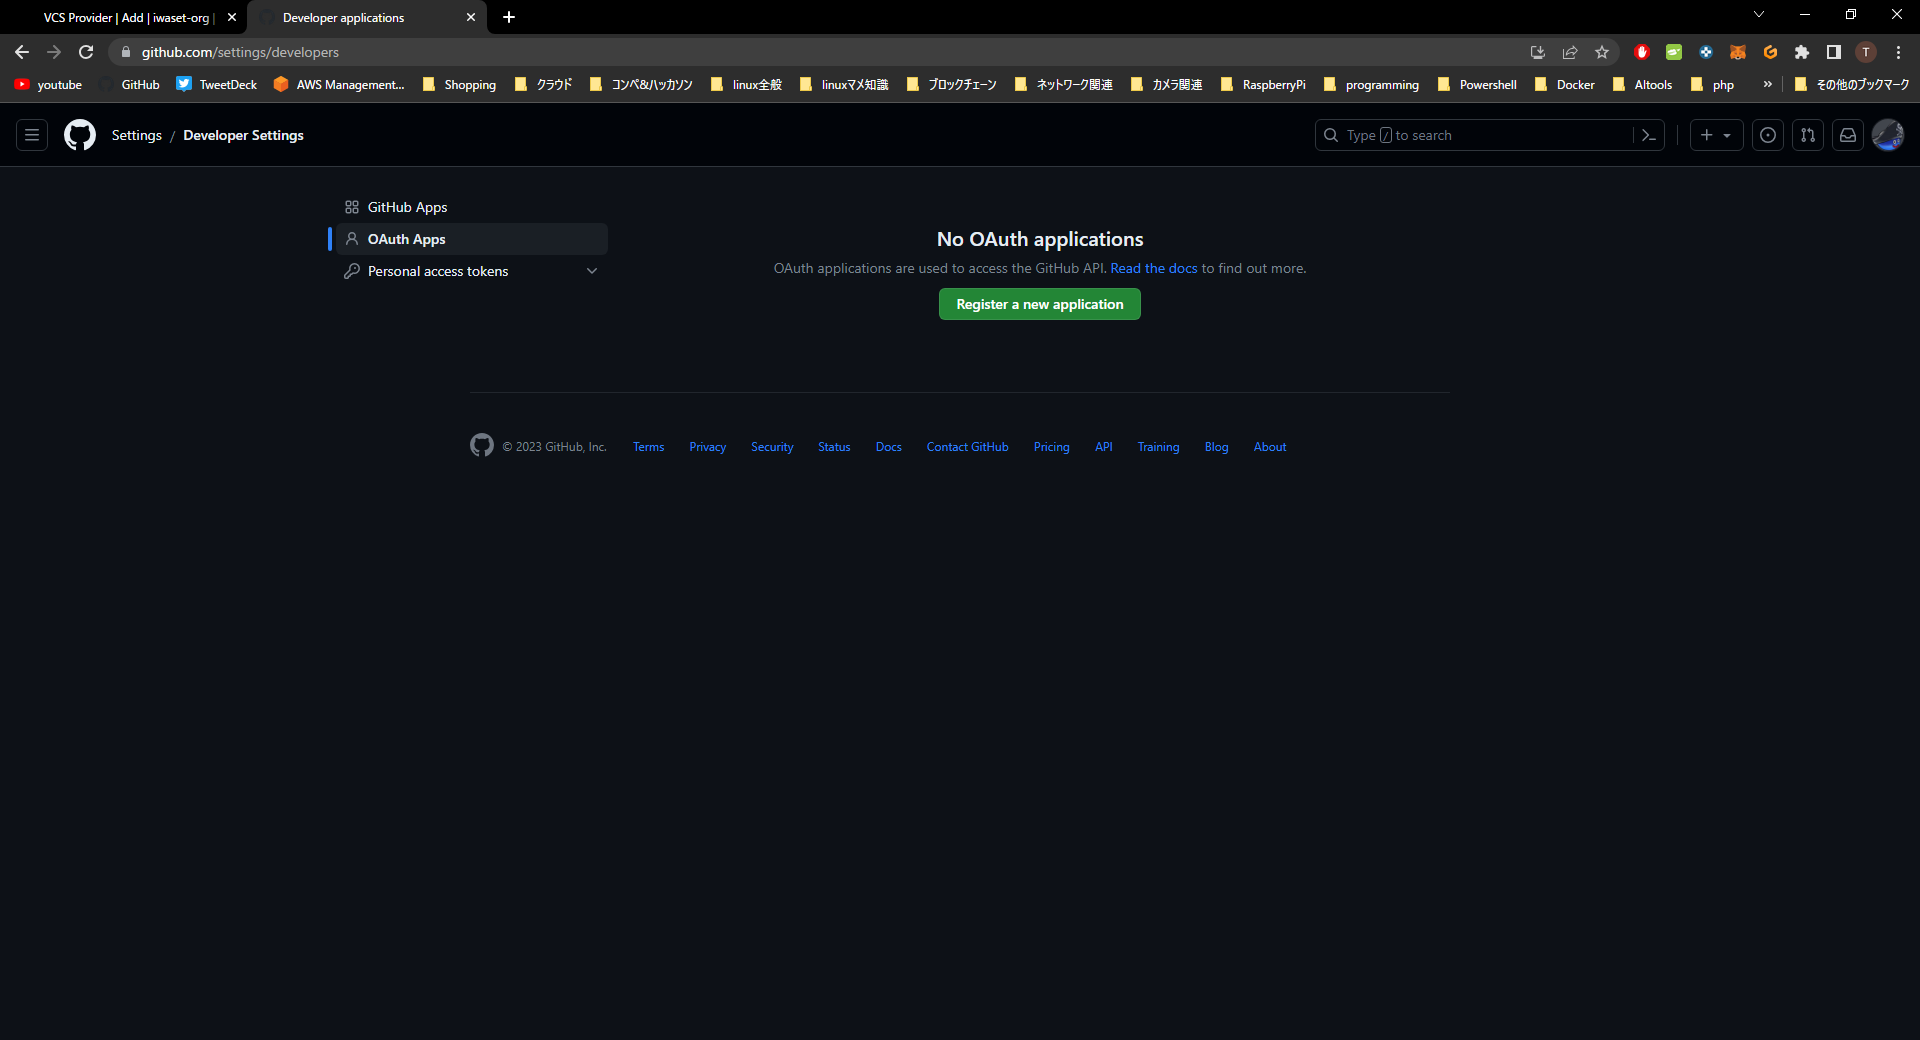 VCS Provider | Add | iwaset-org |
Developer applications
github.com/settings/developers
T
youtube GitHub TweetDeck AWS Management... Shopping クラウド コンペ&ハッカソン linux全般 linuxマメ知識 ブロックチェーン ネットワーク関連 カメラ関連 RaspberryPi programming Powershell Docker AItools php » その他のブックマーク
Settings / Developer Settings
Type / to search
GitHub Apps
OAuth Apps
Personal access tokens
No OAuth applications
OAuth applications are used to access the GitHub API. Read the docs to find out more.
Register a new application
© 2023 GitHub, Inc. Terms Privacy Security Status Docs Contact GitHub Pricing API Training Blog About